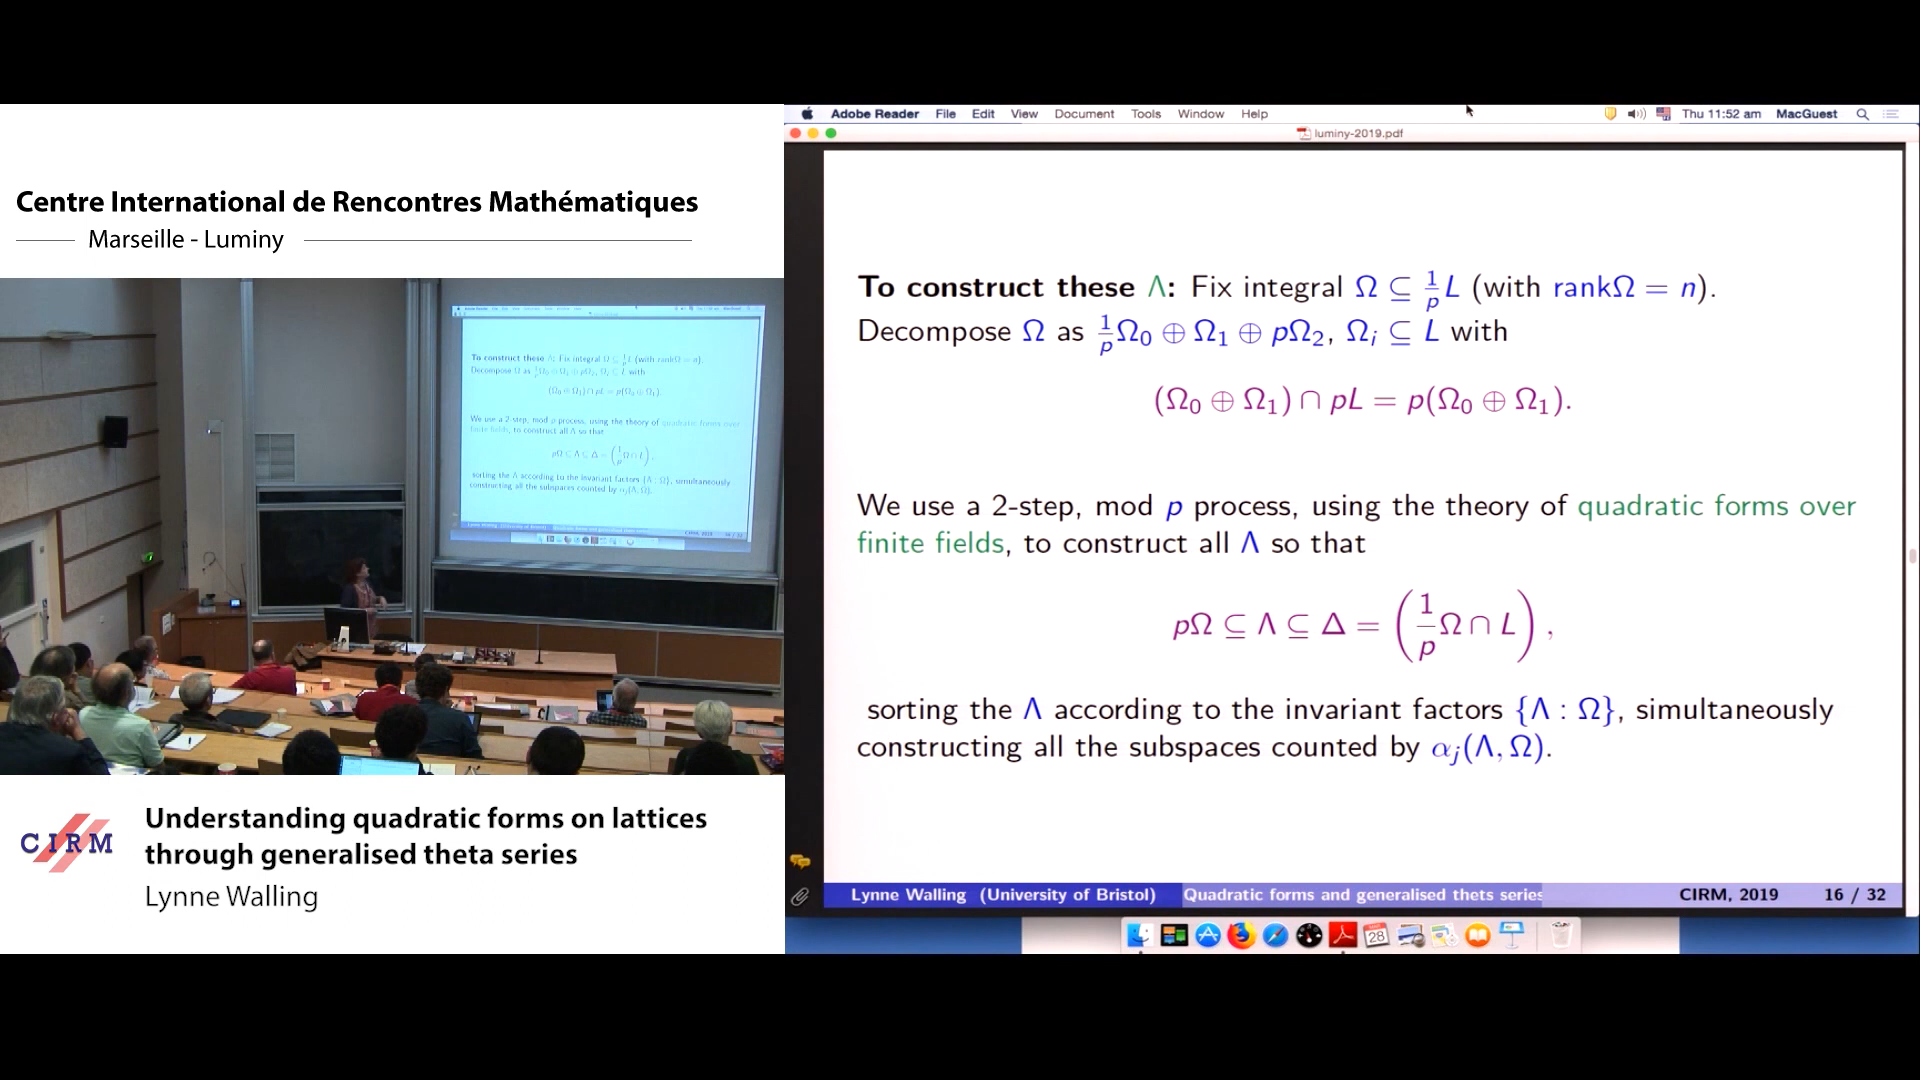 Centre International de Rencontres Mathématiques
Marseille - Luminy
Adobe Reader File Edit View Document Tools Window Help Thu 11:52 am MacGuest
luminy-2019.pdf
To construct these Λ: Fix integral Ω ⊆ 1/p L (with rankΩ = n).
Decompose Ω as 1/p Ω₀ ⊕ Ω₁ ⊕ pΩ₂, Ωᵢ ⊆ L with
(Ω₀ ⊕ Ω₁) ∩ pL = p(Ω₀ ⊕ Ω₁).
We use a 2-step, mod p process, using the theory of quadratic forms over
finite fields, to construct all Λ so that
pΩ ⊆ Λ ⊆ Δ = (1/p Ω ∩ L),
sorting the Λ according to the invariant factors {Λ : Ω}, simultaneously
constructing all the subspaces counted by αⱼ(Λ, Ω).
Lynne Walling (University of Bristol) Quadratic forms and generalised thets series CIRM, 2019 16 / 32
28
CIRM
Understanding quadratic forms on lattices
through generalised theta series
Lynne Walling